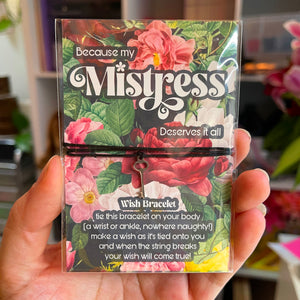 Because my
Mistress
Deserves it all
Wish Bracelet
tie this bracelet on your body
(a wrist or ankle, nowhere naughty!)
make a wish as it's tied onto you
and when the string breaks
your wish will come true!